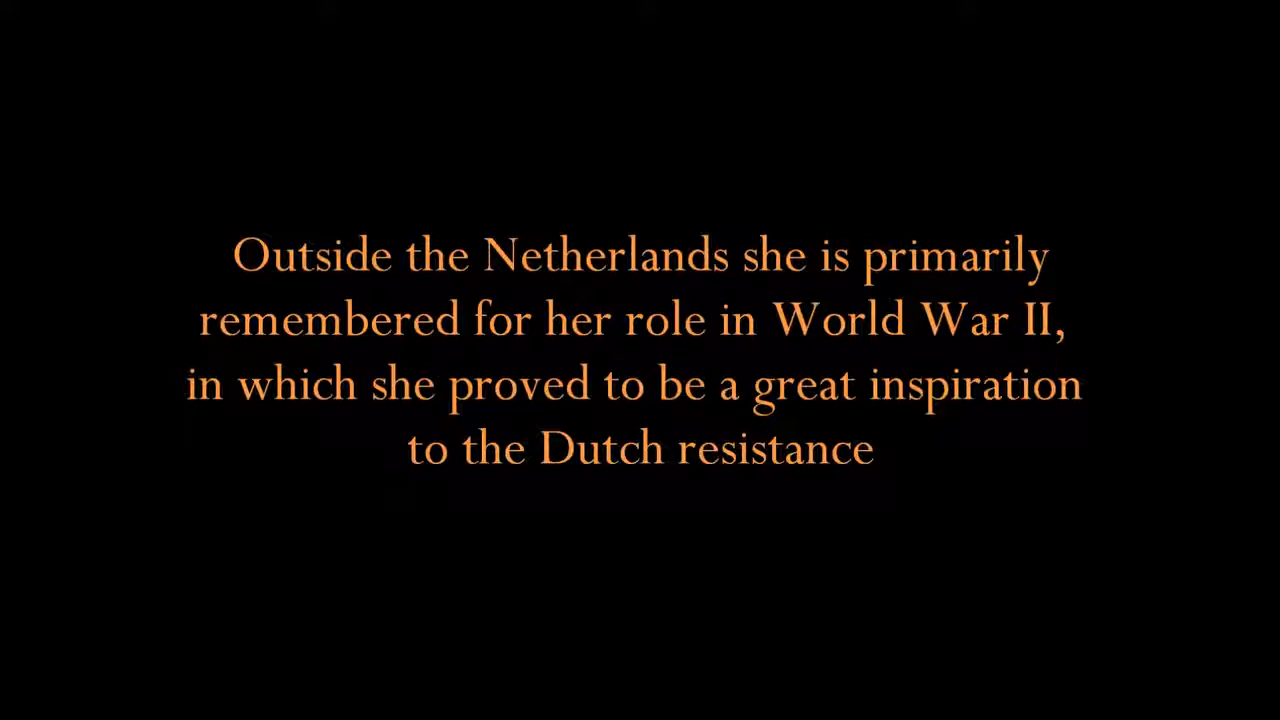 Outside the Netherlands she is primarily
remembered for her role in World War II,
in which she proved to be a great inspiration
to the Dutch resistance